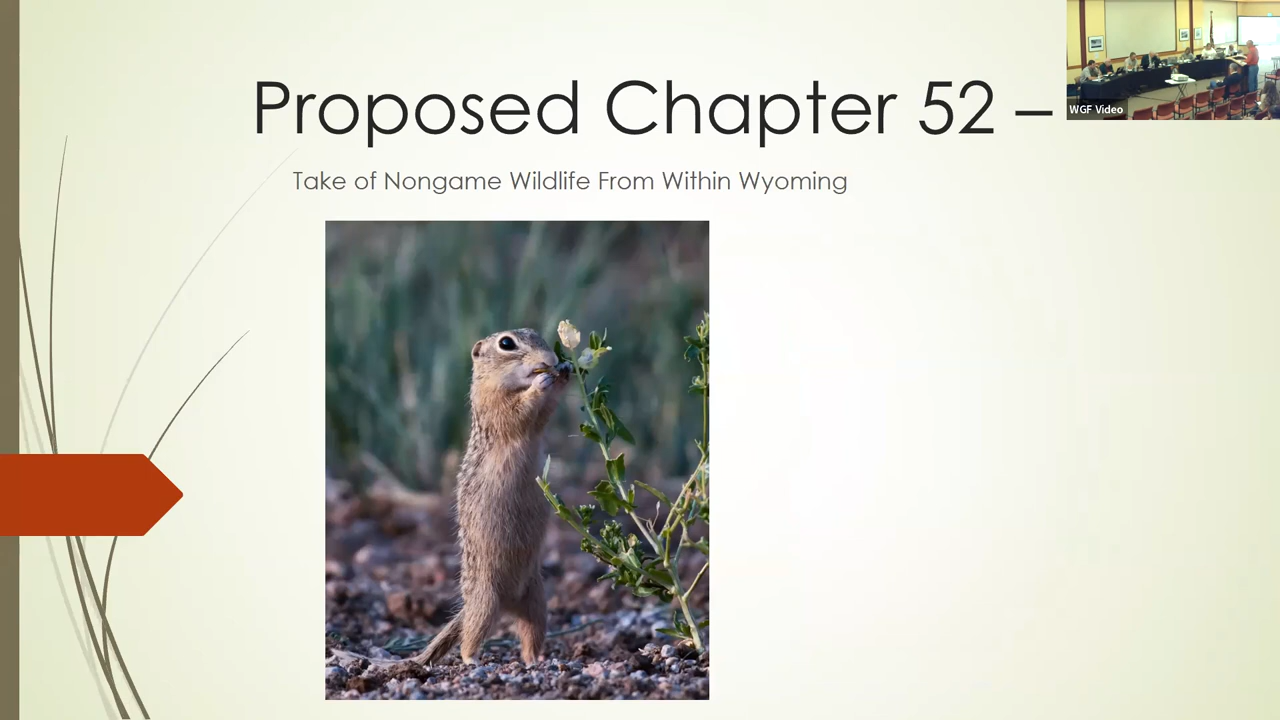 Proposed Chapter 52 –
Take of Nongame Wildlife From Within Wyoming
WGF Video